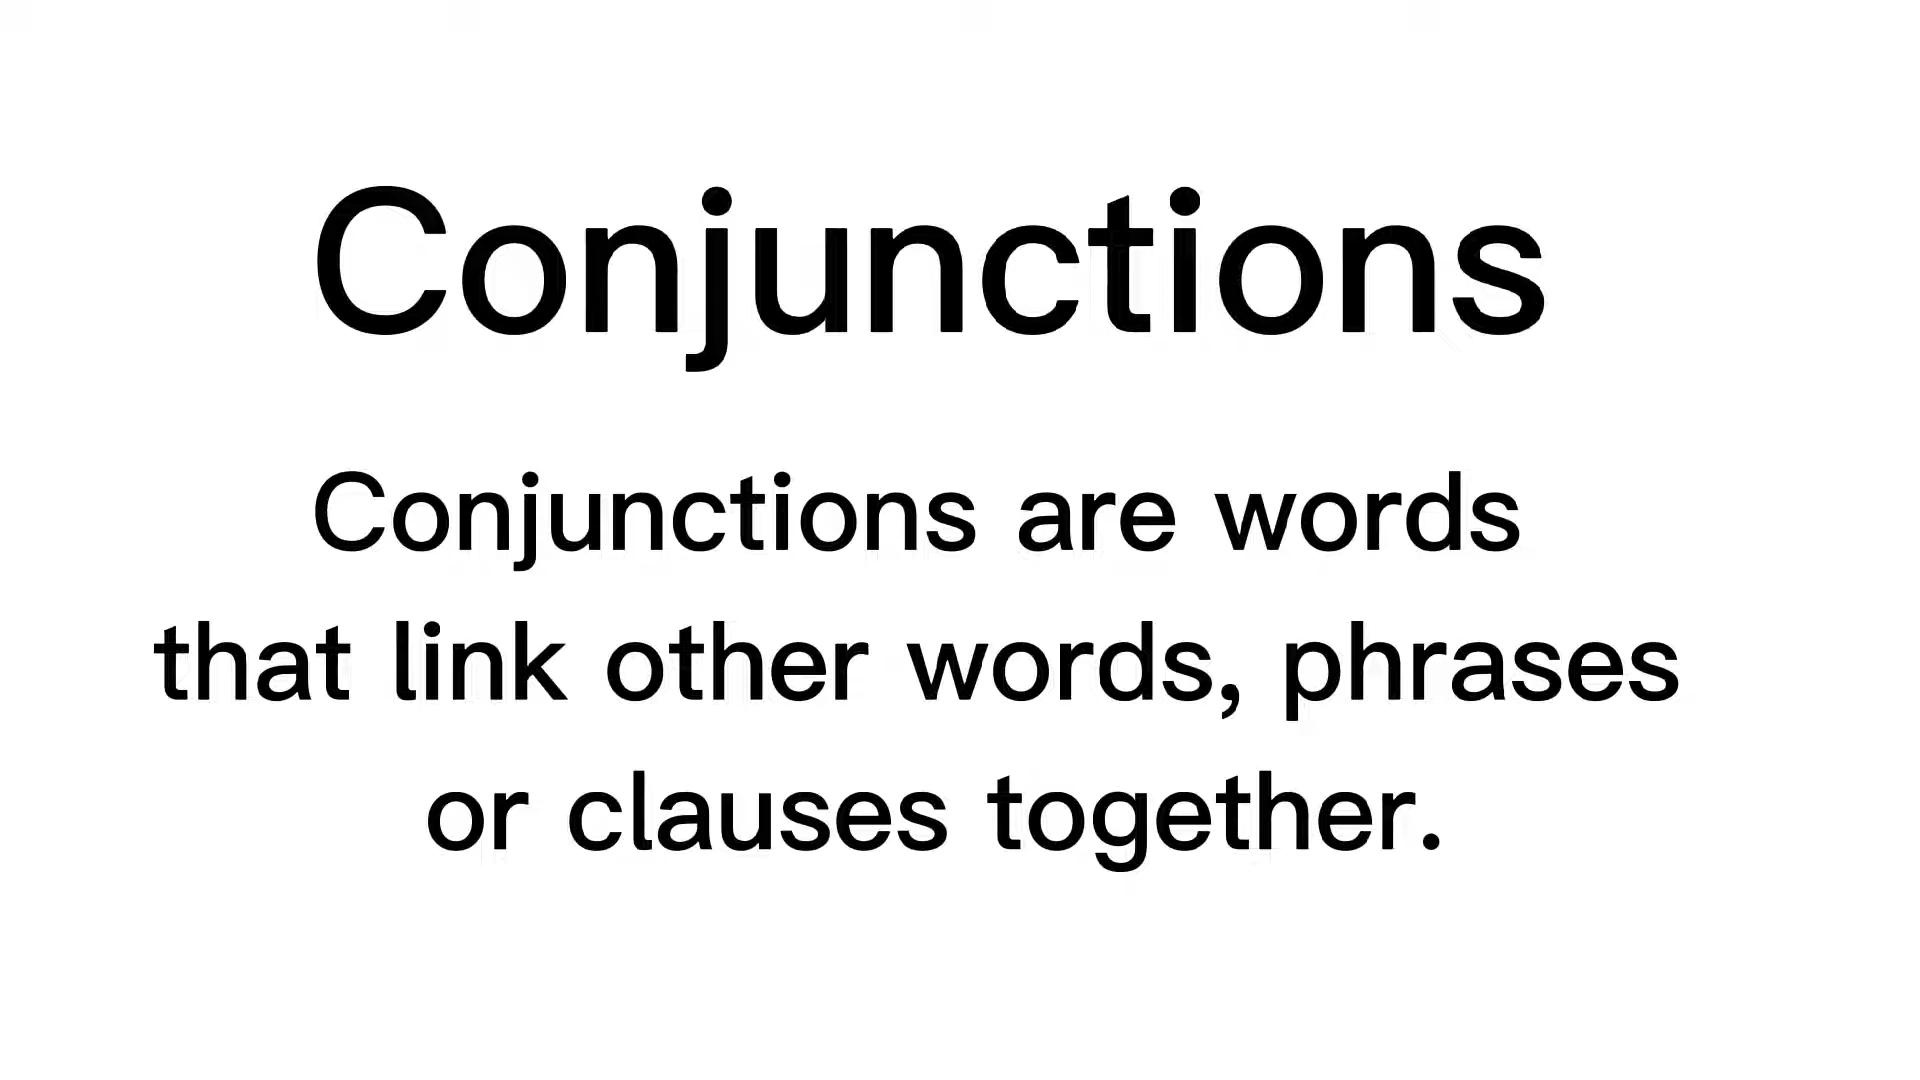 Conjunctions
Conjunctions are words
that link other words, phrases
or clauses together.